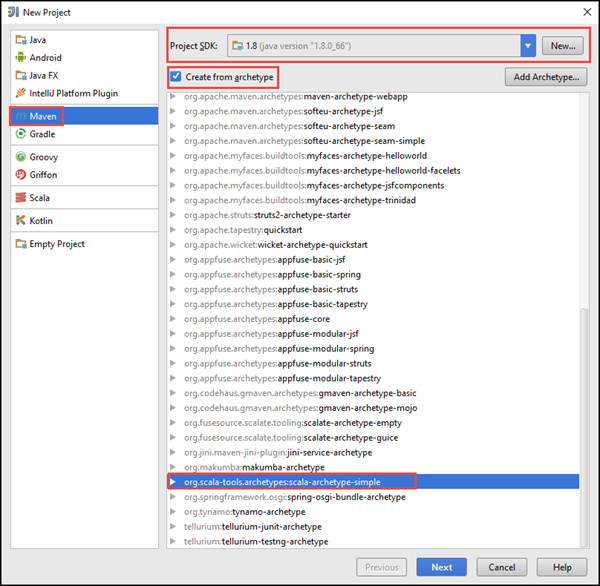 New Project
Java
Android
Java FX
IntelliJ Platform Plugin
Maven
Gradle
Groovy
Griffon
Scala
Kotlin
Empty Project
Project SDK: 1.8 (java version "1.8.0_66") New...
Create from archetype Add Archetype...
org.apache.maven.archetypes:maven-archetype-webapp
org.apache.maven.archetypes:softeu-archetype-jsf
org.apache.maven.archetypes:softeu-archetype-seam
org.apache.maven.archetypes:softeu-archetype-seam-simple
org.apache.myfaces.buildtools:myfaces-archetype-helloworld
org.apache.myfaces.buildtools:myfaces-archetype-helloworld-facelets
org.apache.myfaces.buildtools:myfaces-archetype-jsfcomponents
org.apache.myfaces.buildtools:myfaces-archetype-trinidad
org.apache.struts:struts2-archetype-starter
org.apache.tapestry:quickstart
org.apache.wicket:wicket-archetype-quickstart
org.appfuse.archetypes:appfuse-basic-jsf
org.appfuse.archetypes:appfuse-basic-spring
org.appfuse.archetypes:appfuse-basic-struts
org.appfuse.archetypes:appfuse-basic-tapestry
org.appfuse.archetypes:appfuse-core
org.appfuse.archetypes:appfuse-modular-jsf
org.appfuse.archetypes:appfuse-modular-spring
org.appfuse.archetypes:appfuse-modular-struts
org.appfuse.archetypes:appfuse-modular-tapestry
org.codehaus.gmaven.archetypes:gmaven-archetype-basic
org.codehaus.gmaven.archetypes:gmaven-archetype-mojo
org.fusesource.scalate.tooling:scalate-archetype-empty
org.fusesource.scalate.tooling:scalate-archetype-guice
org.jini.maven-jini-plugin:jini-service-archetype
org.makumba:makumba-archetype
org.scala-tools.archetypes:scala-archetype-simple
org.springframework.osgi:spring-osgi-bundle-archetype
org.tynamo:tynamo-archetype
tellurium:tellurium-junit-archetype
tellurium:tellurium-testng-archetype
Previous Next Cancel Help